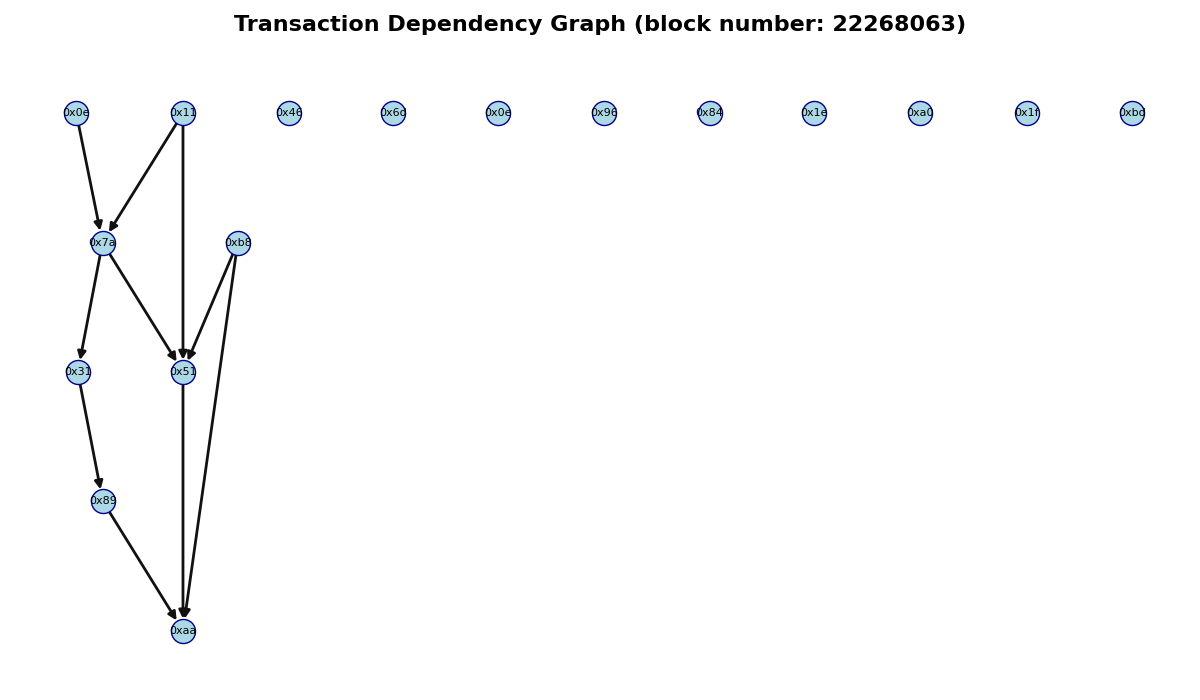 Transaction Dependency Graph (block number: 22268063)
0x0e 0x11 0x46 0x6d 0x0e 0x96 0x84 0x1e 0xa0 0x1f 0xbd
0x7a 0xb8
0x31 0x51
0x89
0xaa